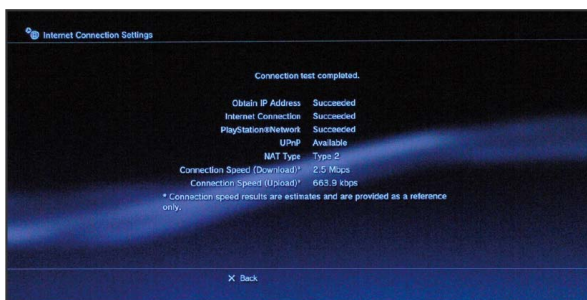 Internet Connection Settings
Connection test completed.
Obtain IP Address Succeeded
Internet Connection Succeeded
PlayStation®Network Succeeded
UPnP Available
NAT Type Type 2
Connection Speed (Download)* 2.5 Mbps
Connection Speed (Upload)* 663.9 kbps
* Connection speed results are estimates and are provided as a reference
only.
X Back